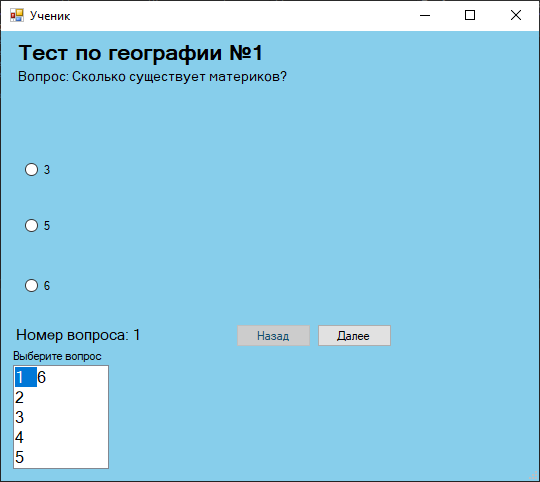 Ученик
Тест по географии №1
Вопрос: Сколько существует материков?
3
5
6
Номер вопроса: 1
Назад
Далее
Выберите вопрос
1 6
2
3
4
5